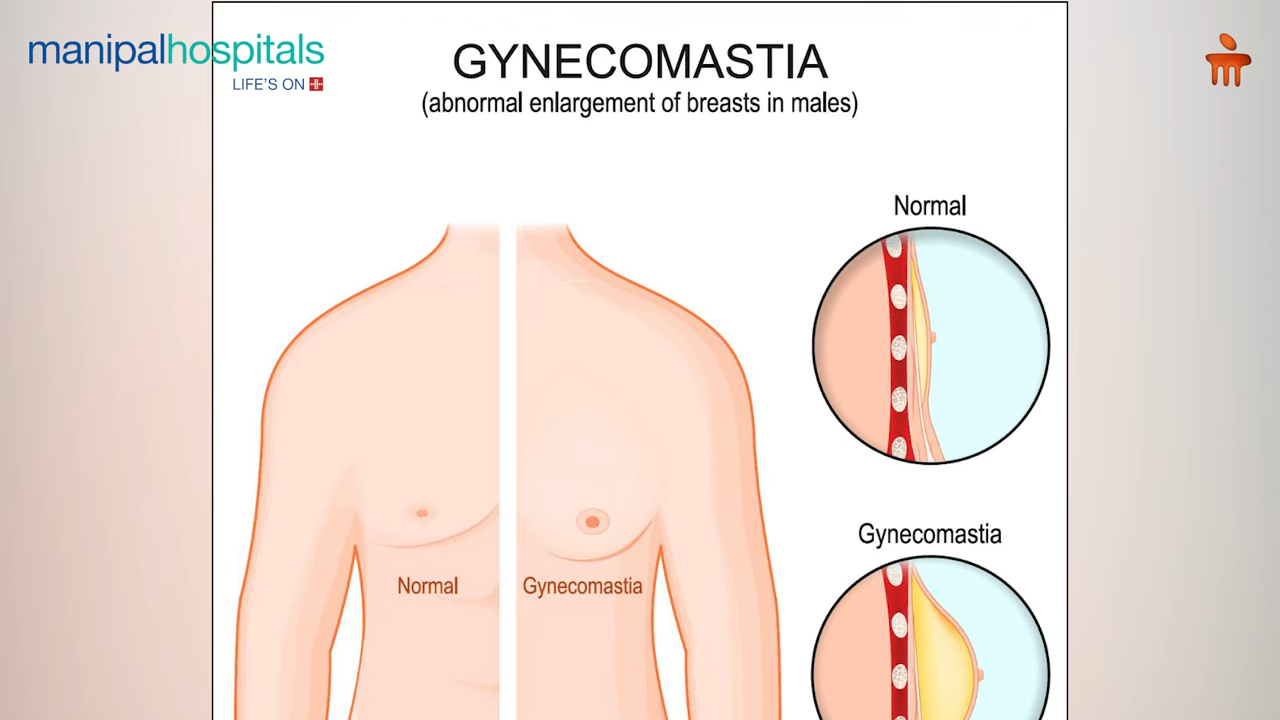 manipalhospitals
LIFE'S ON
GYNECOMASTIA
(abnormal enlargement of breasts in males)
Normal
Gynecomastia
Normal
Gynecomastia